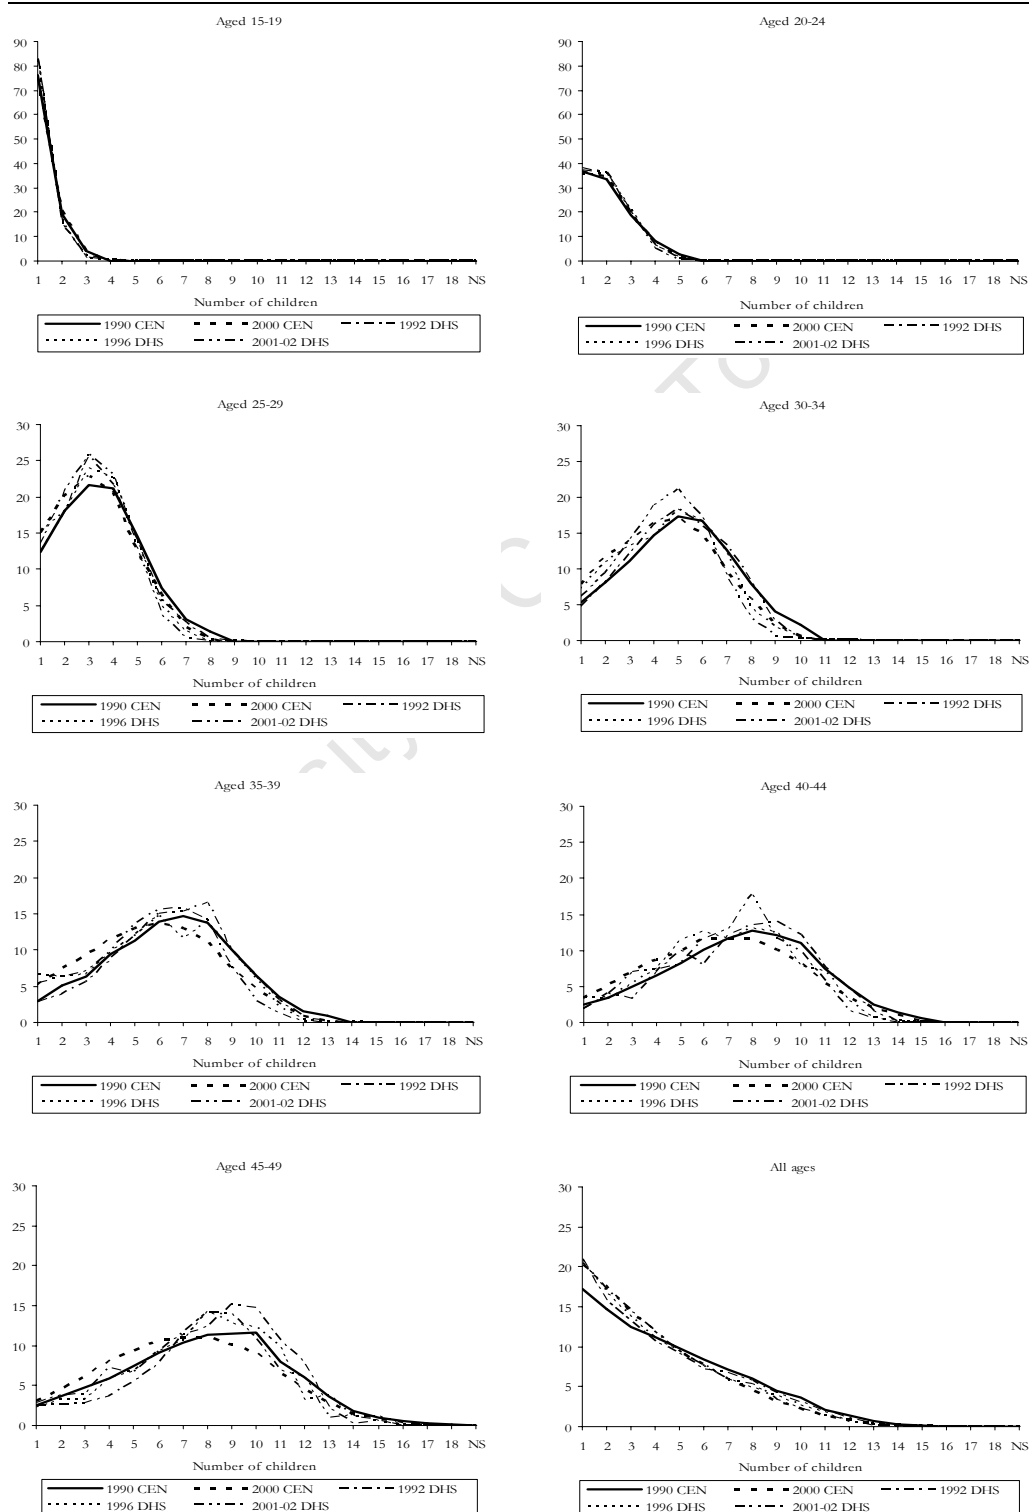 Aged 15-19
90
80
70
60
50
40
30
20
10
0
1 2 3 4 5 6 7 8 9 10 11 12 13 14 15 16 17 18 NS
Number of children
1990 CEN 2000 CEN 1992 DHS
1996 DHS 2001-02 DHS
Aged 20-24
90
80
70
60
50
40
30
20
10
0
1 2 3 4 5 6 7 8 9 10 11 12 13 14 15 16 17 18 NS
Number of children
1990 CEN 2000 CEN 1992 DHS
1996 DHS 2001-02 DHS
Aged 25-29
30
25
20
15
10
5
0
1 2 3 4 5 6 7 8 9 10 11 12 13 14 15 16 17 18 NS
Number of children
1990 CEN 2000 CEN 1992 DHS
1996 DHS 2001-02 DHS
Aged 30-34
30
25
20
15
10
5
0
1 2 3 4 5 6 7 8 9 10 11 12 13 14 15 16 17 18 NS
Number of children
1990 CEN 2000 CEN 1992 DHS
1996 DHS 2001-02 DHS
Aged 35-39
30
25
20
15
10
5
0
1 2 3 4 5 6 7 8 9 10 11 12 13 14 15 16 17 18 NS
Number of children
1990 CEN 2000 CEN 1992 DHS
1996 DHS 2001-02 DHS
Aged 40-44
30
25
20
15
10
5
0
1 2 3 4 5 6 7 8 9 10 11 12 13 14 15 16 17 18 NS
Number of children
1990 CEN 2000 CEN 1992 DHS
1996 DHS 2001-02 DHS
Aged 45-49
30
25
20
15
10
5
0
1 2 3 4 5 6 7 8 9 10 11 12 13 14 15 16 17 18 NS
Number of children
1990 CEN 2000 CEN 1992 DHS
1996 DHS 2001-02 DHS
All ages
30
25
20
15
10
5
0
1 2 3 4 5 6 7 8 9 10 11 12 13 14 15 16 17 18 NS
Number of children
1990 CEN 2000 CEN 1992 DHS
1996 DHS 2001-02 DHS